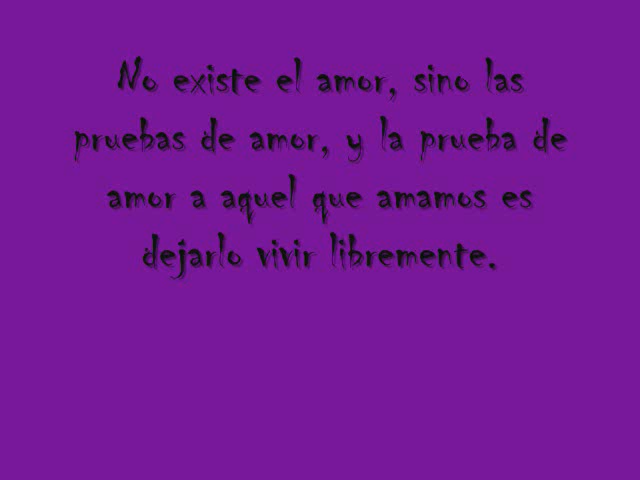 No existe el amor, sino las
pruebas de amor, y la prueba de
amor a aquel que amamos es
dejarlo vivir libremente.